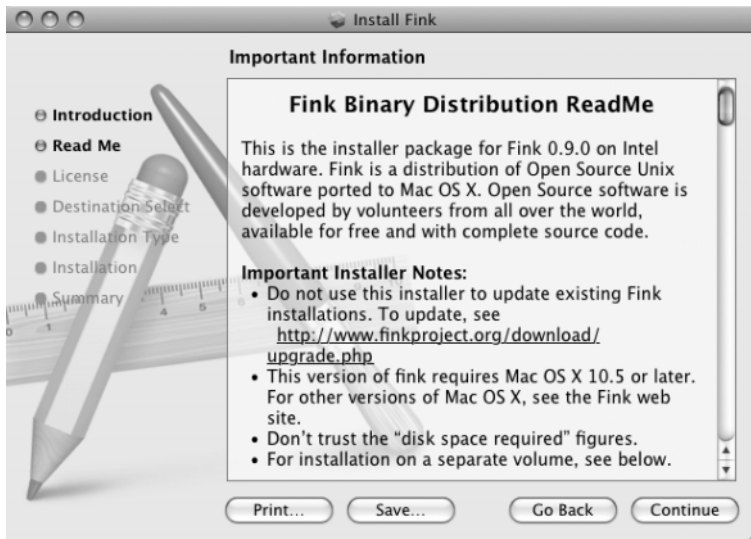 Install Fink
Important Information
Introduction
Read Me
License
Destination Select
Installation Type
Installation
Summary
Fink Binary Distribution ReadMe
This is the installer package for Fink 0.9.0 on Intel
hardware. Fink is a distribution of Open Source Unix
software ported to Mac OS X. Open Source software is
developed by volunteers from all over the world,
available for free and with complete source code.
Important Installer Notes:
• Do not use this installer to update existing Fink
installations. To update, see
http://www.finkproject.org/download/
upgrade.php
• This version of fink requires Mac OS X 10.5 or later.
For other versions of Mac OS X, see the Fink web
site.
• Don’t trust the “disk space required” figures.
• For installation on a separate volume, see below.
Print... Save... Go Back Continue